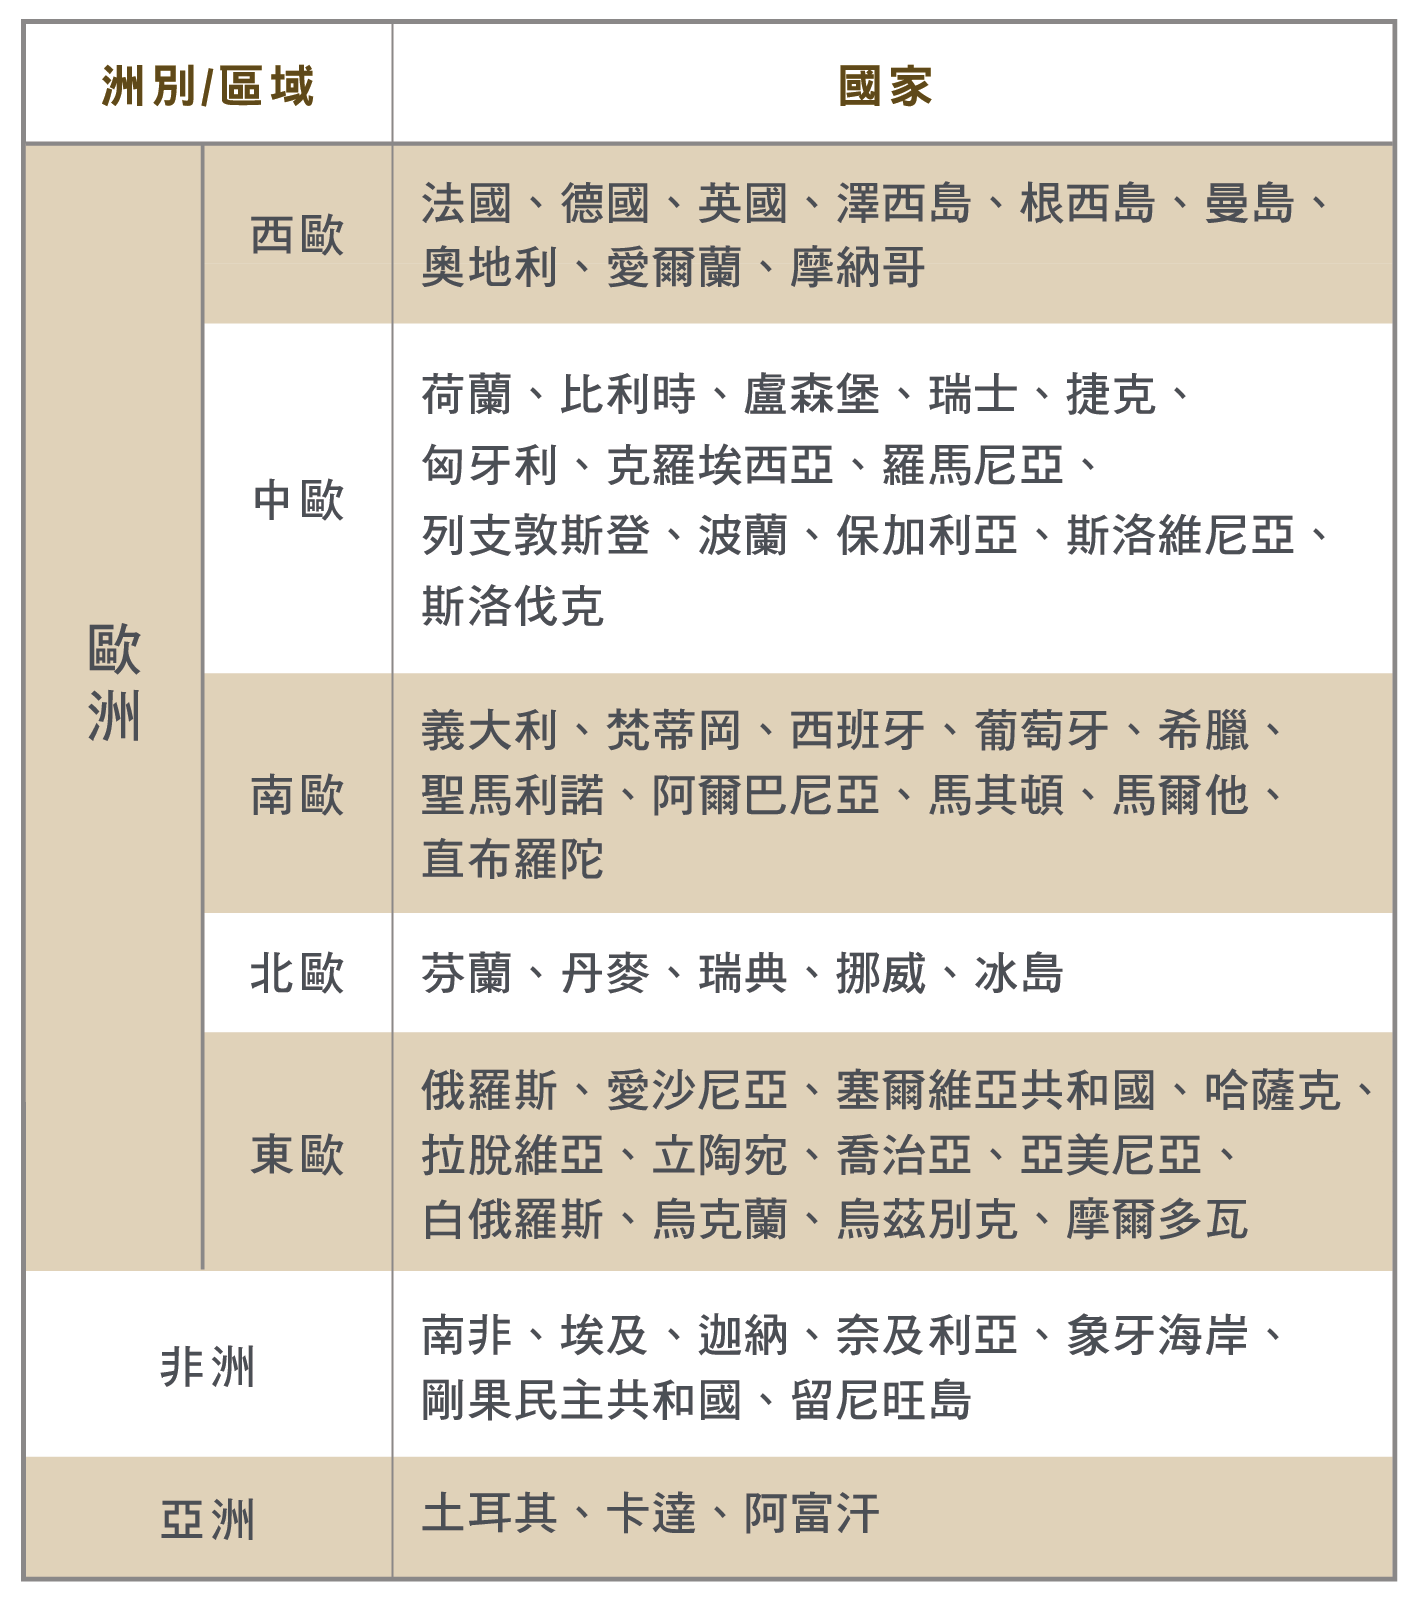 洲別/區域
國家
歐洲
西歐
法國、德國、英國、澤西島、根西島、曼島、
奧地利、愛爾蘭、摩納哥
中歐
荷蘭、比利時、盧森堡、瑞士、捷克、
匈牙利、克羅埃西亞、羅馬尼亞、
列支敦斯登、波蘭、保加利亞、斯洛維尼亞、
斯洛伐克
南歐
義大利、梵蒂岡、西班牙、葡萄牙、希臘、
聖馬利諾、阿爾巴尼亞、馬其頓、馬爾他、
直布羅陀
北歐
芬蘭、丹麥、瑞典、挪威、冰島
東歐
俄羅斯、愛沙尼亞、塞爾維亞共和國、哈薩克、
拉脫維亞、立陶宛、喬治亞、亞美尼亞、
白俄羅斯、烏克蘭、烏茲別克、摩爾多瓦
非洲
南非、埃及、迦納、奈及利亞、象牙海岸、
剛果民主共和國、留尼旺島
亞洲
土耳其、卡達、阿富汗